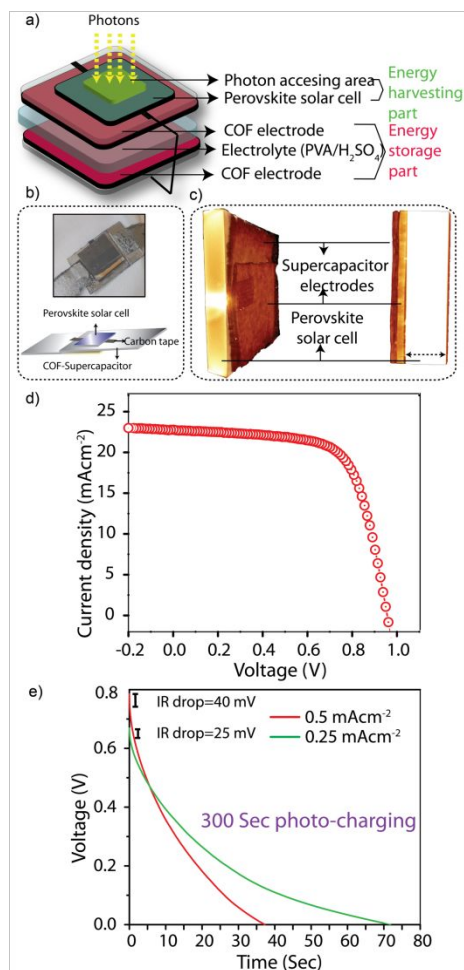 a)
Photons
Photon accesing area
Perovskite solar cell
Energy
harvesting
part
COF electrode
Electrolyte (PVA/H₂SO₄
COF electrode
Energy
storage
part
b)
Perovskite solar cell
Carbon tape
COF-Supercapacitor
c)
Supercapacitor
electrodes
Perovskite
solar cell
d)
Current density (mAcm⁻²)
25
20
15
10
5
0
-0.2 0.0 0.2 0.4 0.6 0.8 1.0
Voltage (V)
e)
Voltage (V)
0.8
0.6
0.4
0.2
0.0
IR drop=40 mV
IR drop=25 mV
0.5 mAcm⁻²
0.25 mAcm⁻²
300 Sec photo-charging
0 10 20 30 40 50 60 70 80
Time (Sec)